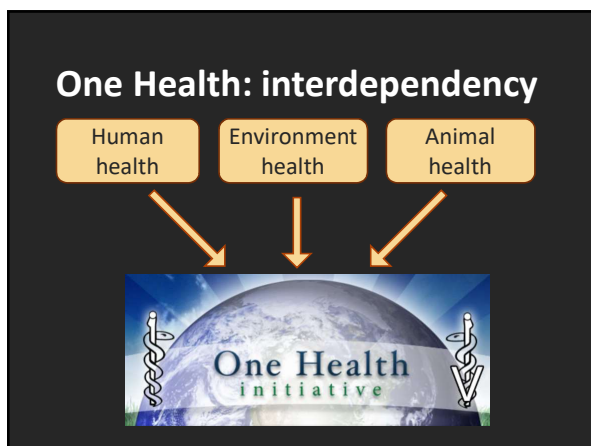 One Health: interdependency
Human
health
Environment
health
Animal
health
One Health
initiative
V